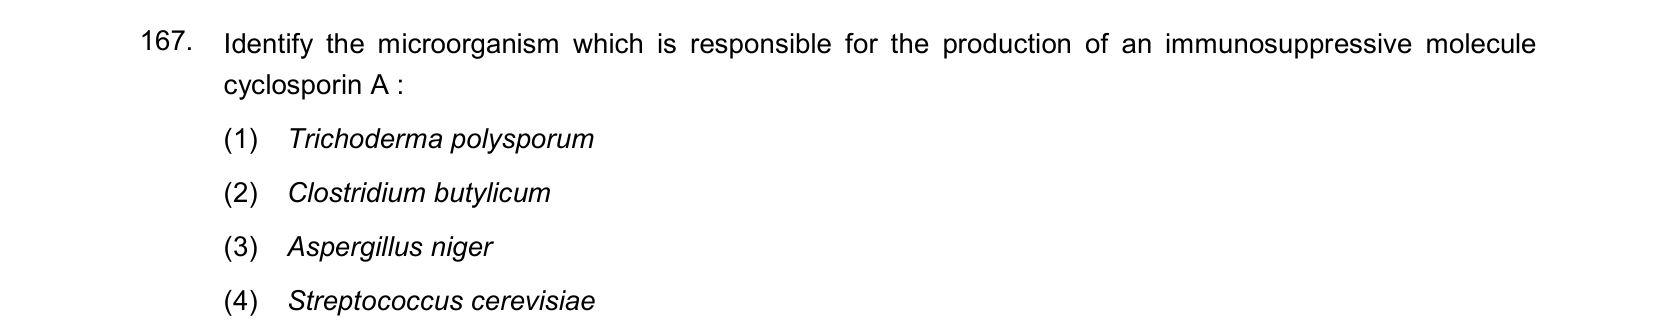 167. Identify the microorganism which is responsible for the production of an immunosuppressive molecule
cyclosporin A :
(1) Trichoderma polysporum
(2) Clostridium butylicum
(3) Aspergillus niger
(4) Streptococcus cerevisiae